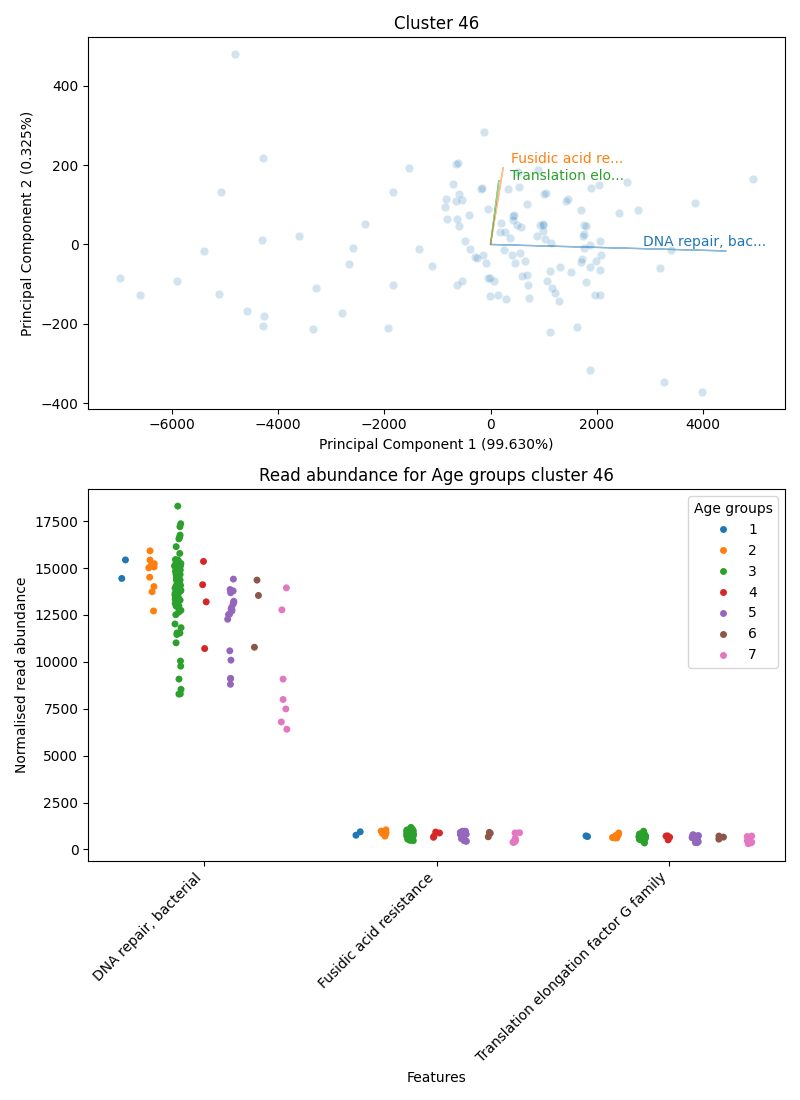 Cluster 46
Principal Component 2 (0.325%)
400
200
0
−200
−400
Fusidic acid re...
Translation elo...
DNA repair, bac...
−6000 −4000 −2000 0 2000 4000
Principal Component 1 (99.630%)
Read abundance for Age groups cluster 46
Normalised read abundance
17500
15000
12500
10000
7500
5000
2500
0
Age groups
1
2
3
4
5
6
7
DNA repair, bacterial
Fusidic acid resistance
Translation elongation factor G family
Features